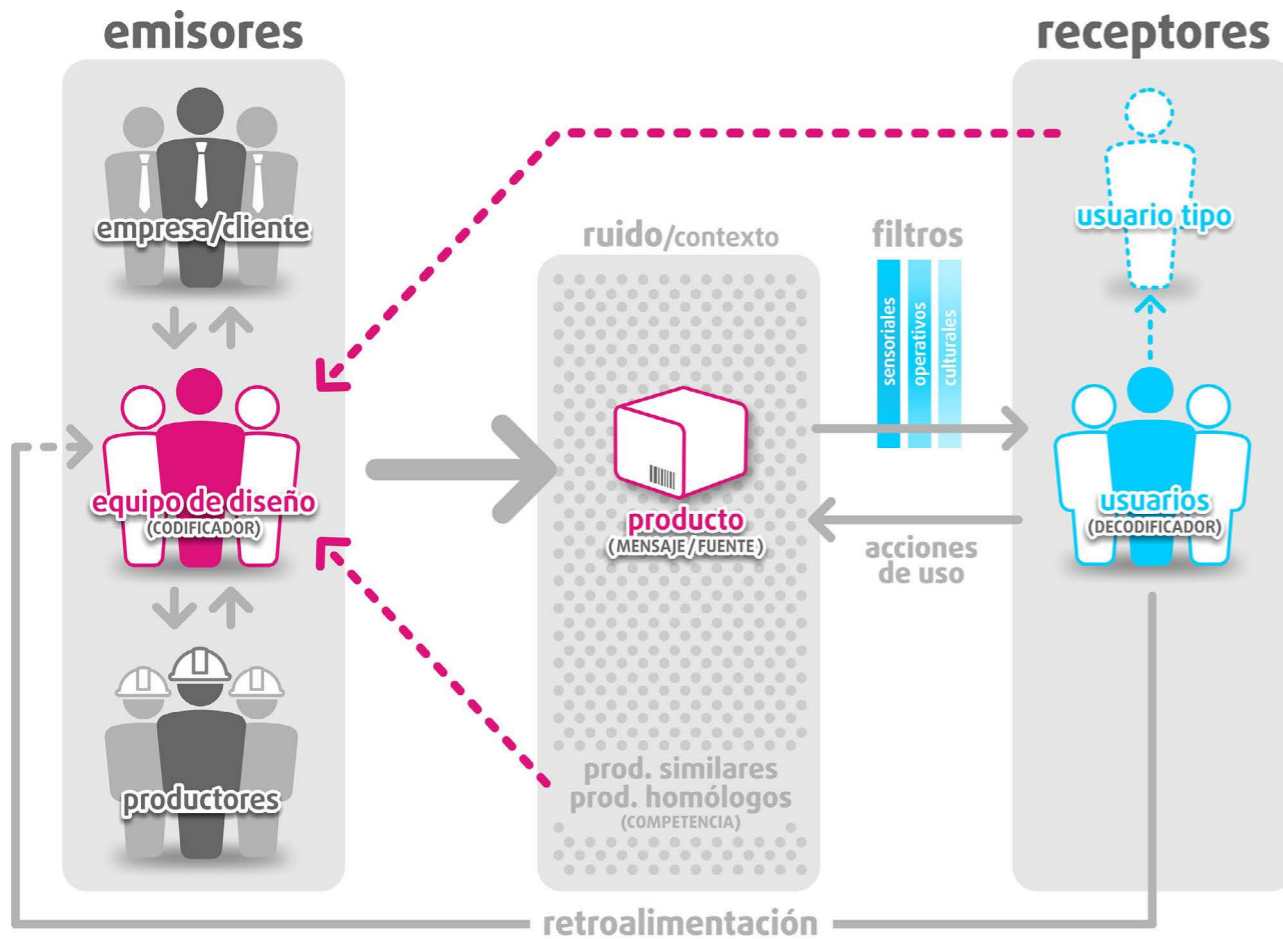 emisores
empresa/cliente
equipo de diseño
(CODIFICADOR)
productores
ruido/contexto
producto
(MENSAJE/FUENTE)
prod. similares
prod. homólogos
(COMPETENCIA)
filtros
sensoriales
operativos
culturales
acciones
de uso
receptores
usuario tipo
usuarios
(DECODIFICADOR)
retroalimentación